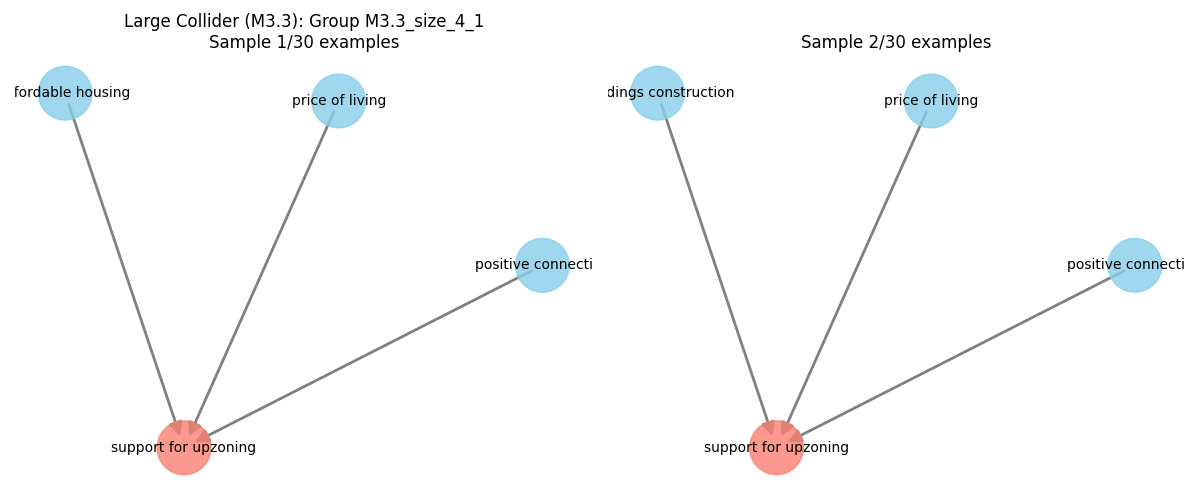 Large Collider (M3.3): Group M3.3_size_4_1
Sample 1/30 examples
fordable housing
price of living
positive connecti
support for upzoning
Sample 2/30 examples
dings construction
price of living
positive connecti
support for upzoning